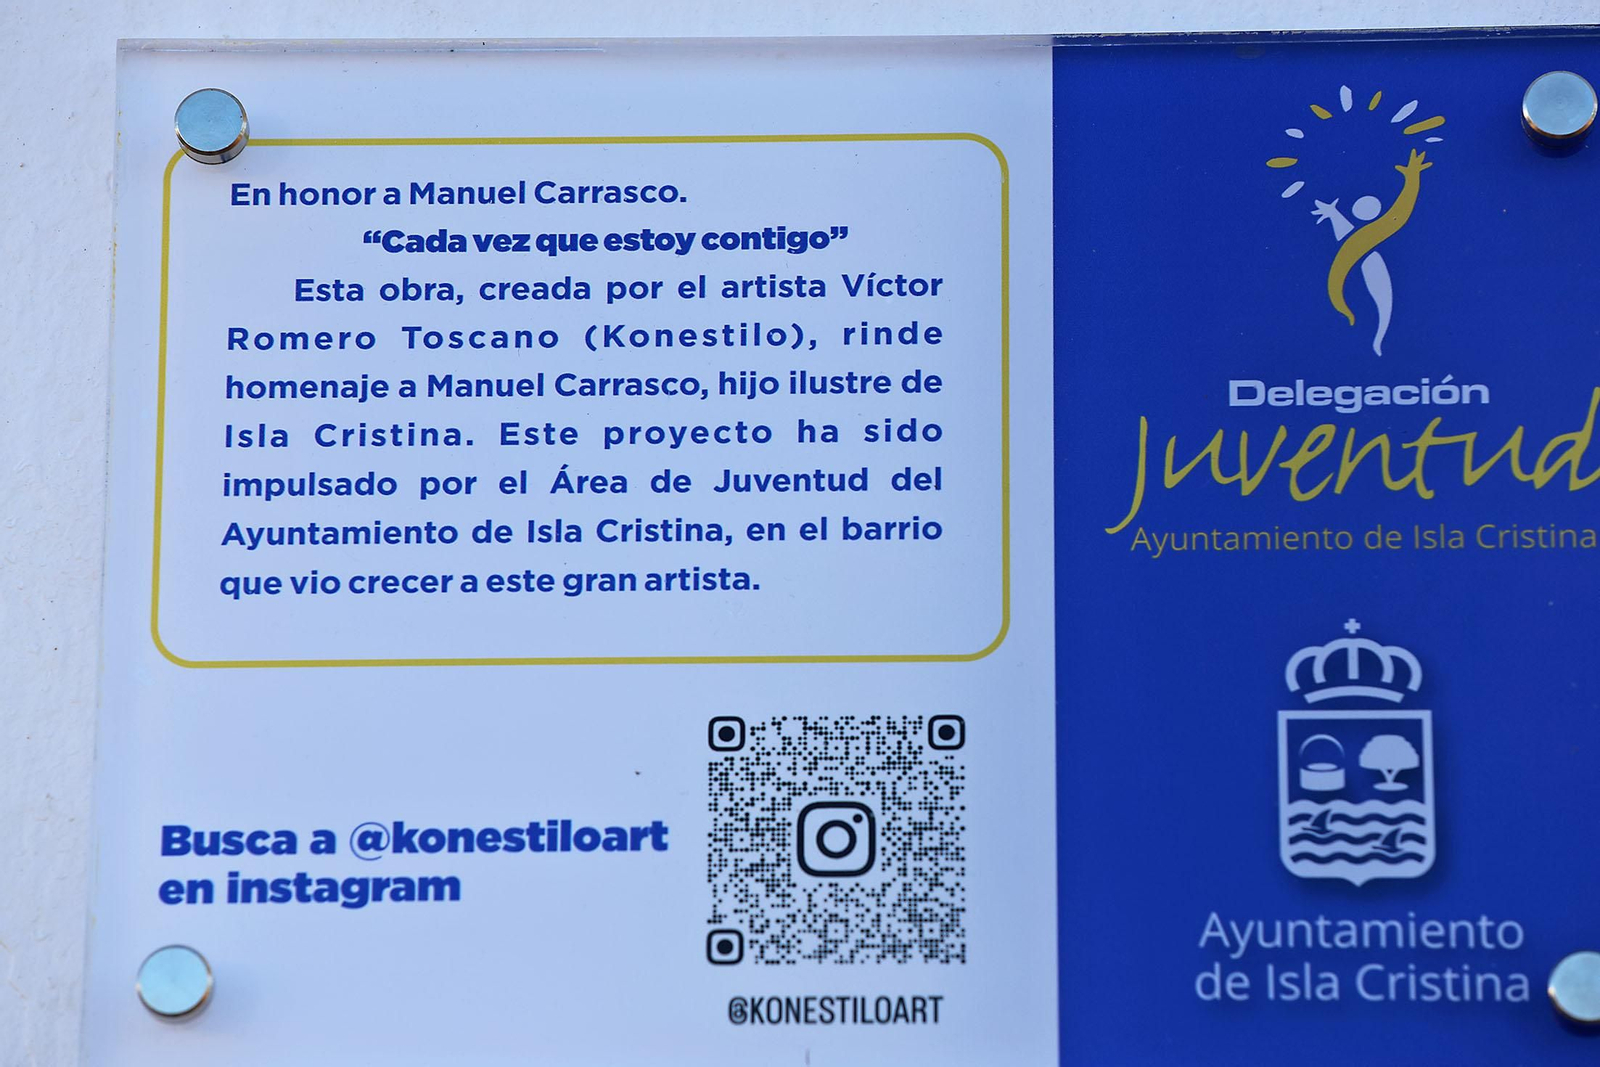 En honor a Manuel Carrasco.
“Cada vez que estoy contigo”
Esta obra, creada por el artista Víctor
Romero Toscano (Konestilo), rinde
homenaje a Manuel Carrasco, hijo ilustre de
Isla Cristina. Este proyecto ha sido
impulsado por el Área de Juventud del
Ayuntamiento de Isla Cristina, en el barrio
que vio crecer a este gran artista.
Busca a @konestiloart
en instagram
@KONESTILOART
Delegación
Juventud
Ayuntamiento de Isla Cristina
Ayuntamiento
de Isla Cristina